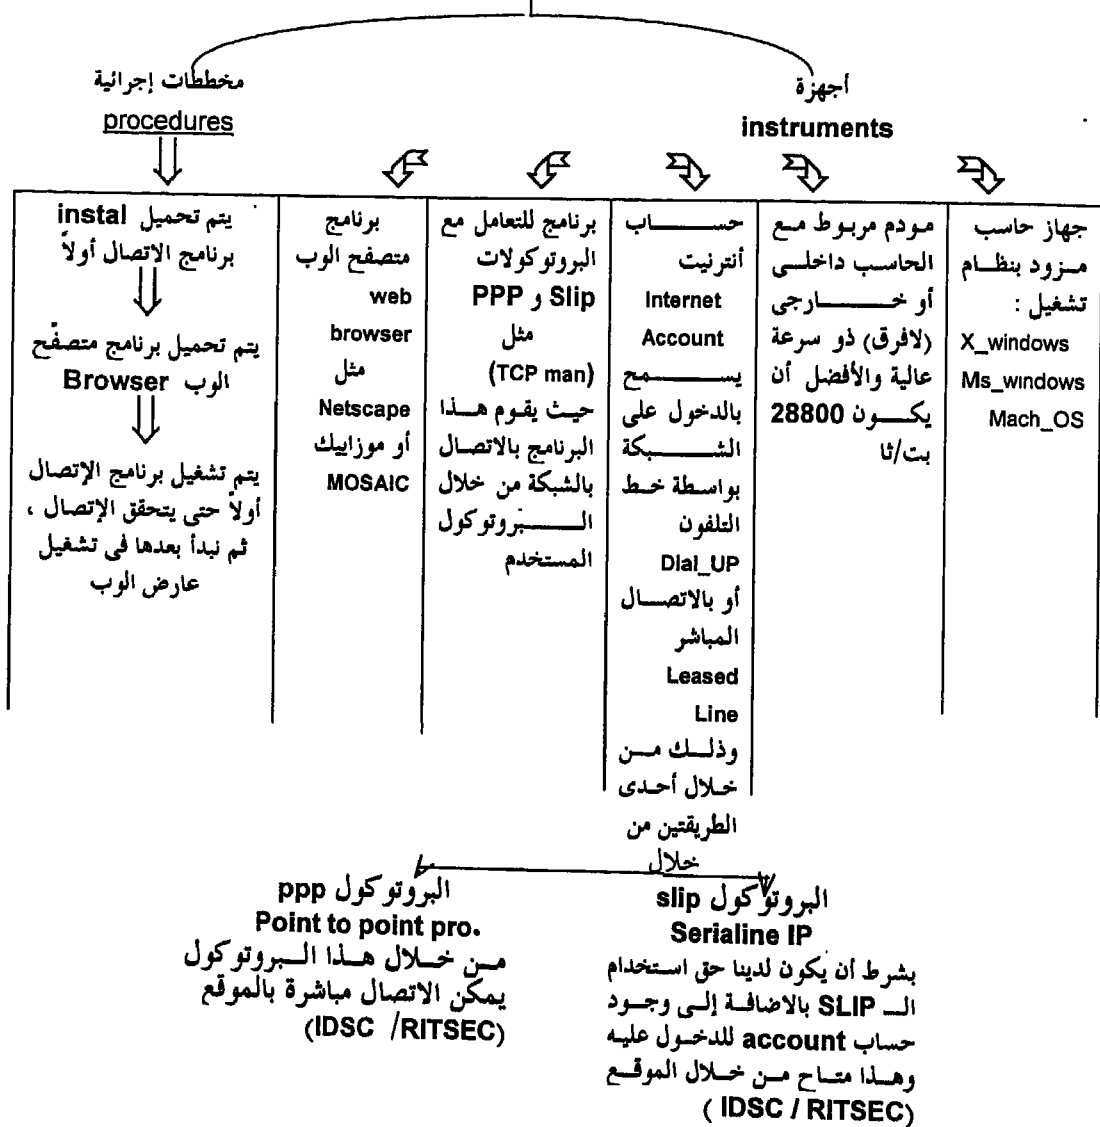 أجهزة
instruments
مخططات إجرائية
procedures
جهاز حاسب
مزود بنظام
تشغيل :
X_windows
Ms_windows
Mach_OS
مودم مربوط مع
الحاسب داخلى
أو خارجى
(لافرق) ذو سرعة
عالية والأفضل أن
يكون 28800
بت/ثا
حساب
أنترنيت
Internet
Account
يسمح
بالدخول على
الشبكة
بواسطة خط
التلفون
Dial_UP
أو بالاتصال
المباشر
Leased
Line
وذلك من
خلال أحدى
الطريقتين من
خلال
برنامج للتعامل مع
البروتوكولات
Slip و PPP
مثل
(TCP man)
حيث يقوم هذا
البرنامج بالاتصال
بالشبكة من خلال
البروتوكول
المستخدم
برنامج
متصفح الوب
web
browser
مثل
Netscape
أو موزاييك
MOSAIC
يتم تحميل instal
برنامج الاتصال أولاً
يتم تحميل برنامج متصفّح
الوب Browser
يتم تشغيل برنامج الإتصال
أولاً حتى يتحقق الإتصال ،
ثم نبدأ بعدها فى تشغيل
عارض الوب
البروتوكول slip
Serialine IP
بشرط أن يكون لدينا حق استخدام
الـ SLIP بالاضافة إلى وجود
حساب account للدخول عليه
وهذا متاح من خلال الموقع
(IDSC / RITSEC )
البروتوكول ppp
Point to point pro.
من خلال هذا البروتوكول
يمكن الاتصال مباشرة بالموقع
(IDSC /RITSEC)